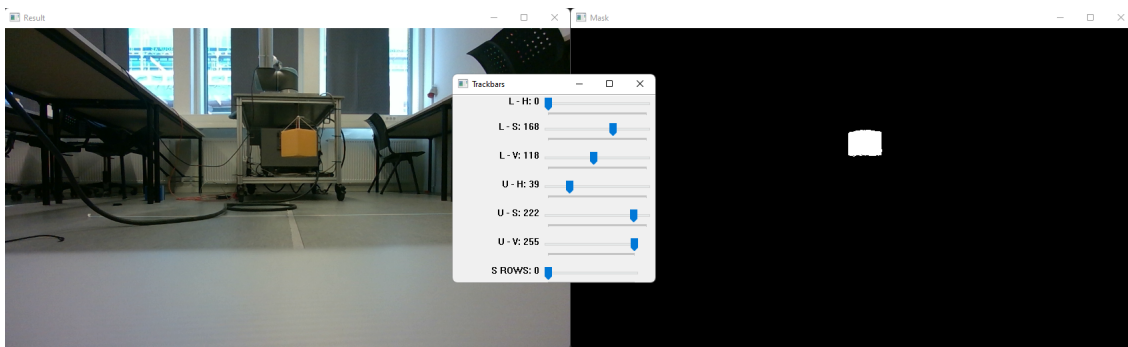 Result
Mask
Trackbars
L - H: 0
L - S: 168
L - V: 118
U - H: 39
U - S: 222
U - V: 255
S ROWS: 0